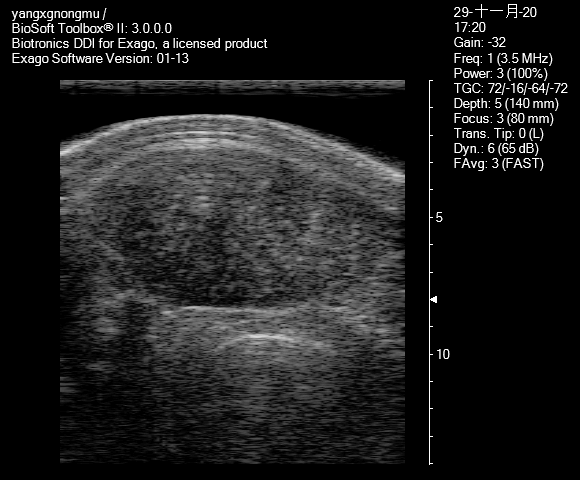 yangxgnongmu /
BioSoft Toolbox® II: 3.0.0.0
Biotronics DDI for Exago, a licensed product
Exago Software Version: 01-13
29-十一月-20
17:20
Gain: -32
Freq: 1 (3.5 MHz)
Power: 3 (100%)
TGC: 72/-16/-64/-72
Depth: 5 (140 mm)
Focus: 3 (80 mm)
Trans. Tip: 0 (L)
Dyn.: 6 (65 dB)
FAvg: 3 (FAST)
5
10